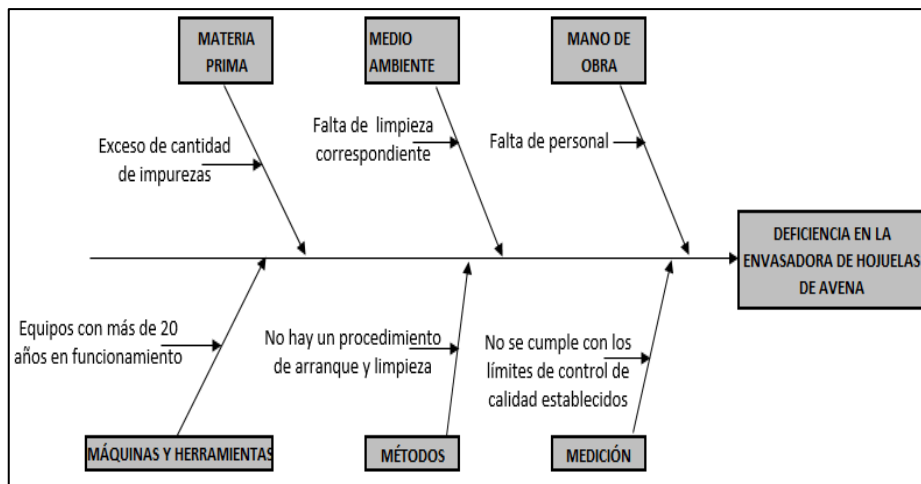 MATERIA
PRIMA
MEDIO
AMBIENTE
MANO DE
OBRA
Exceso de cantidad
de impurezas
Falta de limpieza
correspondiente
Falta de personal
DEFICIENCIA EN LA
ENVASADORA DE HOJUELAS
DE AVENA
Equipos con más de 20
años en funcionamiento
No hay un procedimiento
de arranque y limpieza
No se cumple con los
límites de control de
calidad establecidos
MÁQUINAS Y HERRAMIENTAS
MÉTODOS
MEDICIÓN